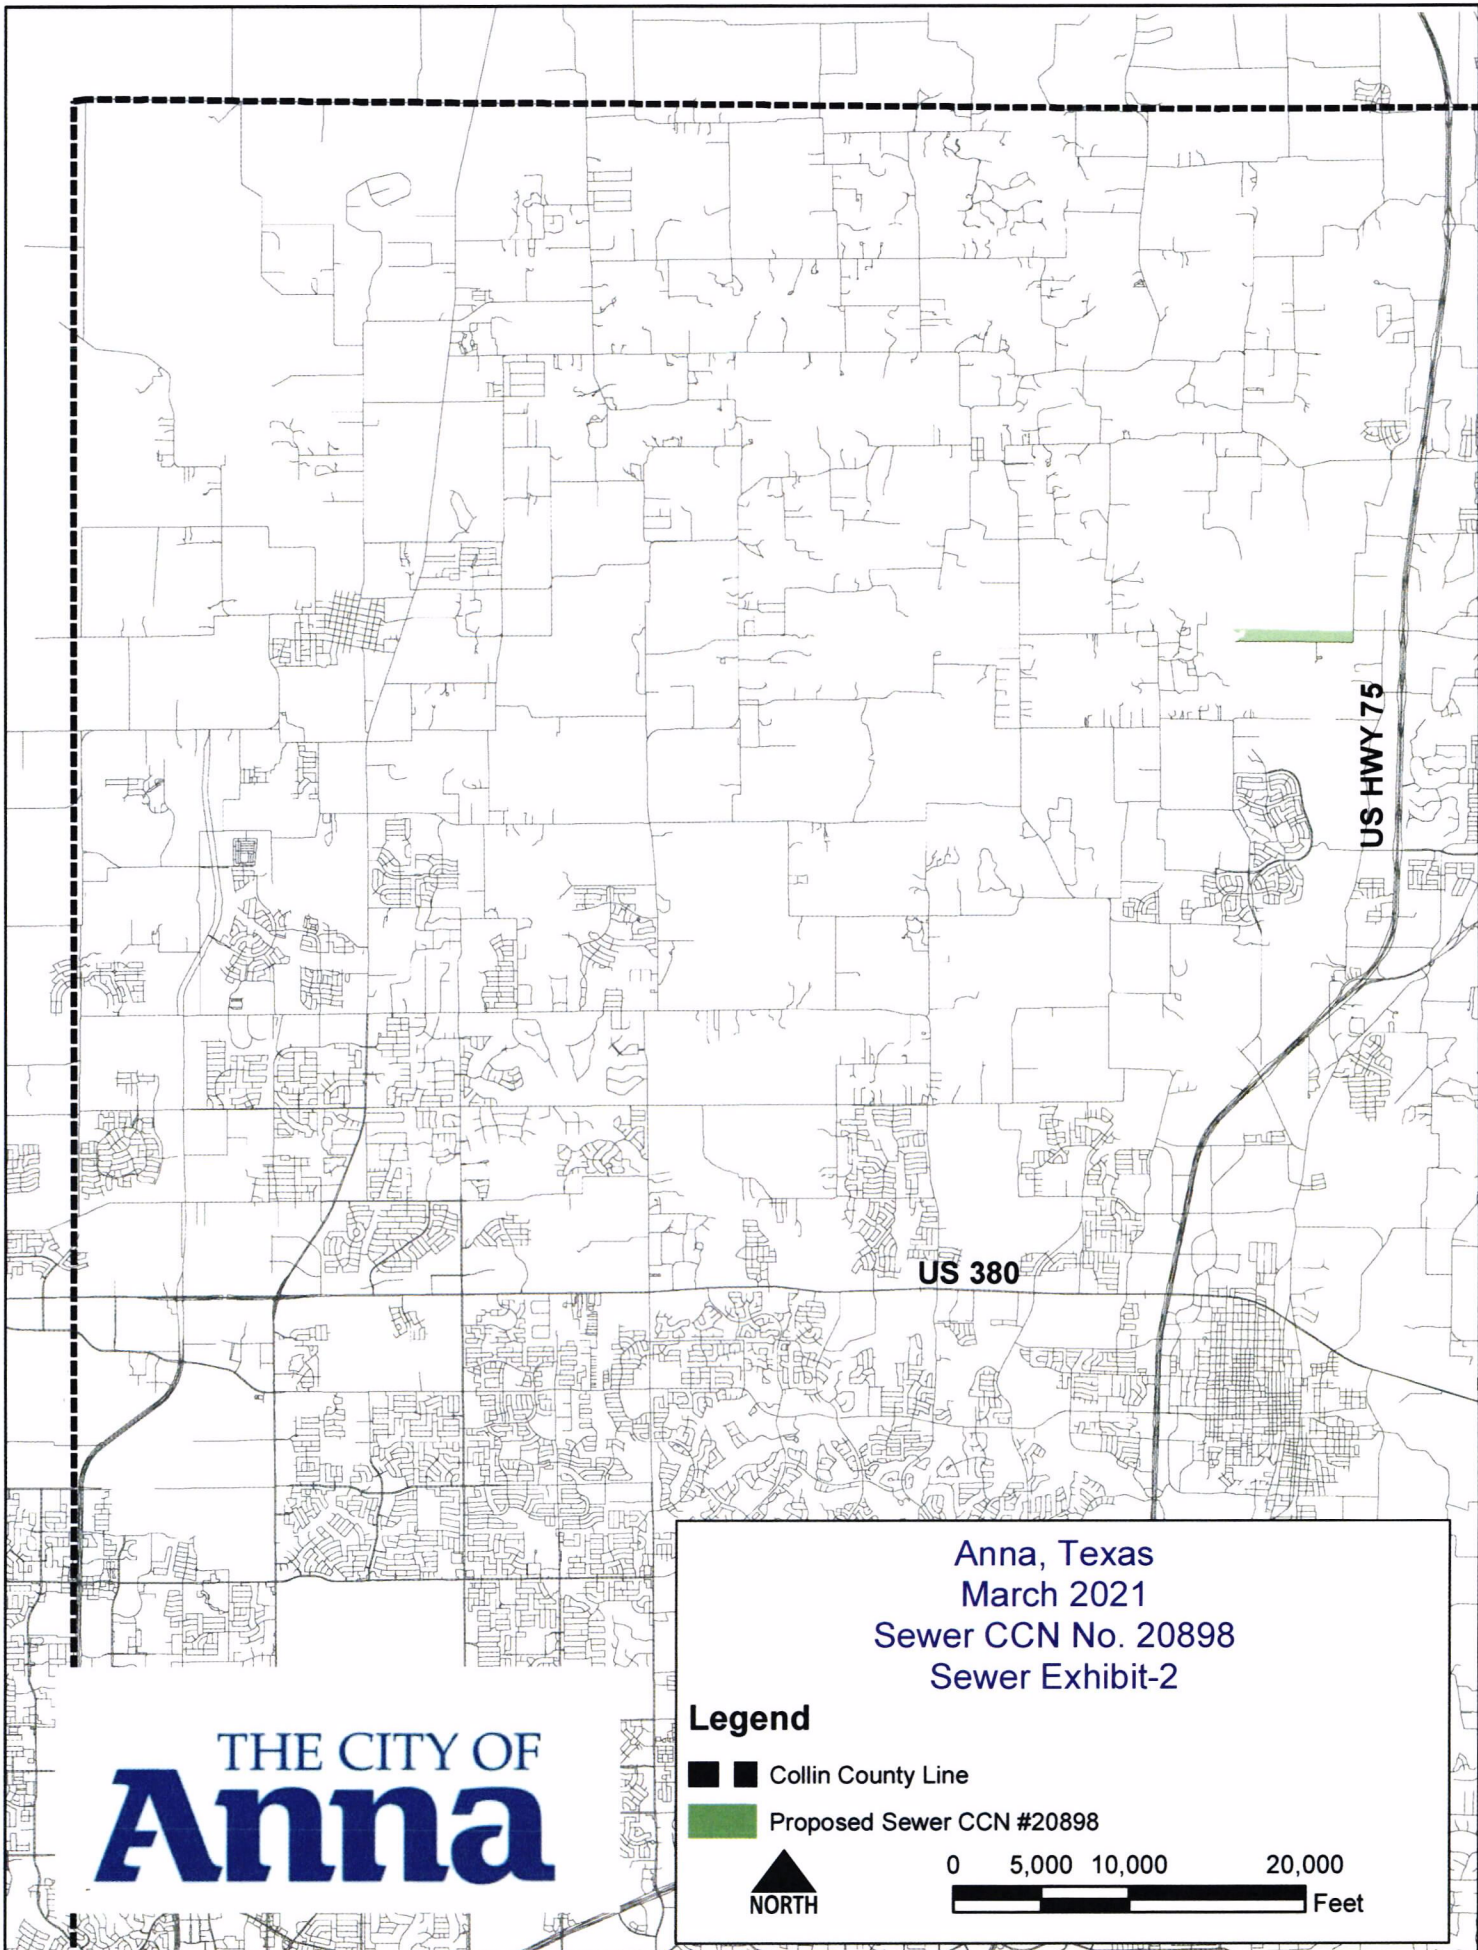 US HWY 75
US 380
Anna, Texas
March 2021
Sewer CCN No. 20898
Sewer Exhibit-2
Legend
Collin County Line
Proposed Sewer CCN #20898
NORTH
0 5,000 10,000 20,000
Feet
THE CITY OF
Anna